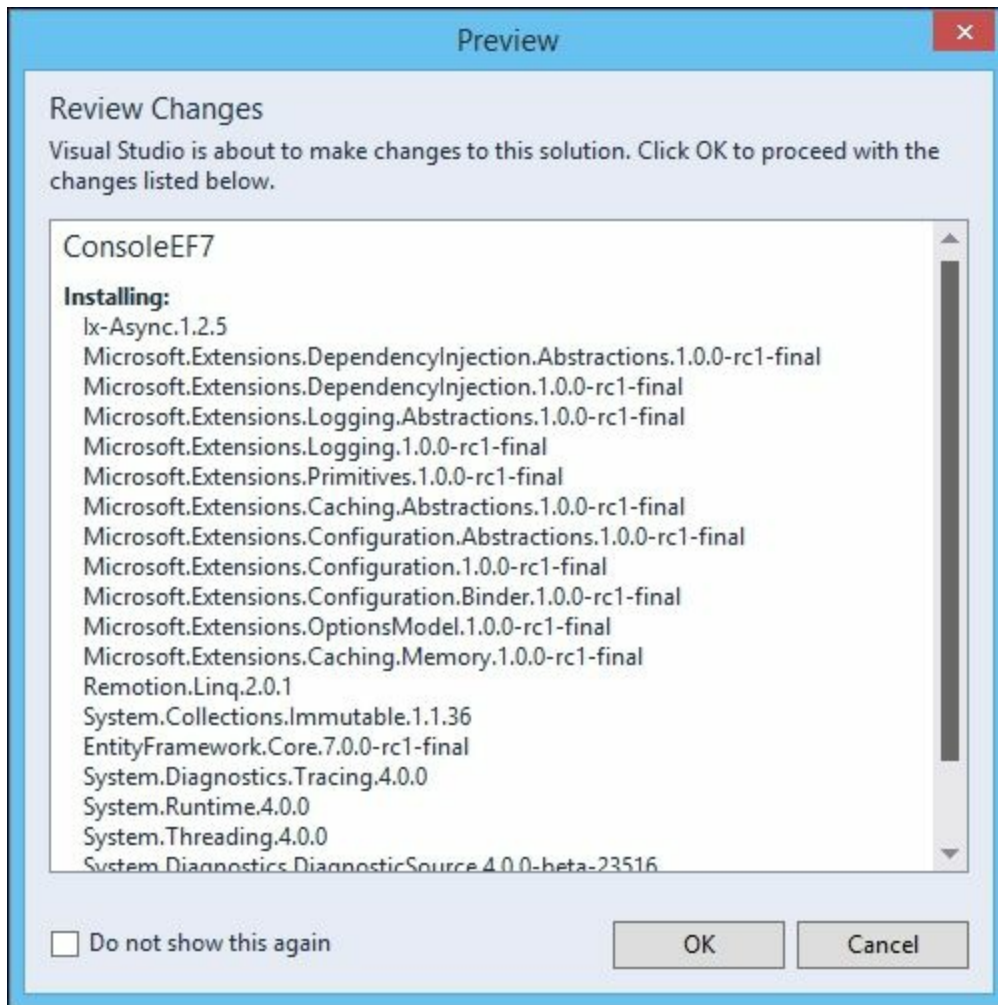 Preview
Review Changes
Visual Studio is about to make changes to this solution. Click OK to proceed with the
changes listed below.
ConsoleEF7
Installing:
Ix-Async.1.2.5
Microsoft.Extensions.DependencyInjection.Abstractions.1.0.0-rc1-final
Microsoft.Extensions.DependencyInjection.1.0.0-rc1-final
Microsoft.Extensions.Logging.Abstractions.1.0.0-rc1-final
Microsoft.Extensions.Logging.1.0.0-rc1-final
Microsoft.Extensions.Primitives.1.0.0-rc1-final
Microsoft.Extensions.Caching.Abstractions.1.0.0-rc1-final
Microsoft.Extensions.Configuration.Abstractions.1.0.0-rc1-final
Microsoft.Extensions.Configuration.1.0.0-rc1-final
Microsoft.Extensions.Configuration.Binder.1.0.0-rc1-final
Microsoft.Extensions.OptionsModel.1.0.0-rc1-final
Microsoft.Extensions.Caching.Memory.1.0.0-rc1-final
Remotion.Linq.2.0.1
System.Collections.Immutable.1.1.36
EntityFramework.Core.7.0.0-rc1-final
System.Diagnostics.Tracing.4.0.0
System.Runtime.4.0.0
System.Threading.4.0.0
System.Diagnostics.DiagnosticSource.4.0.0-beta-23516
Do not show this again
OK
Cancel